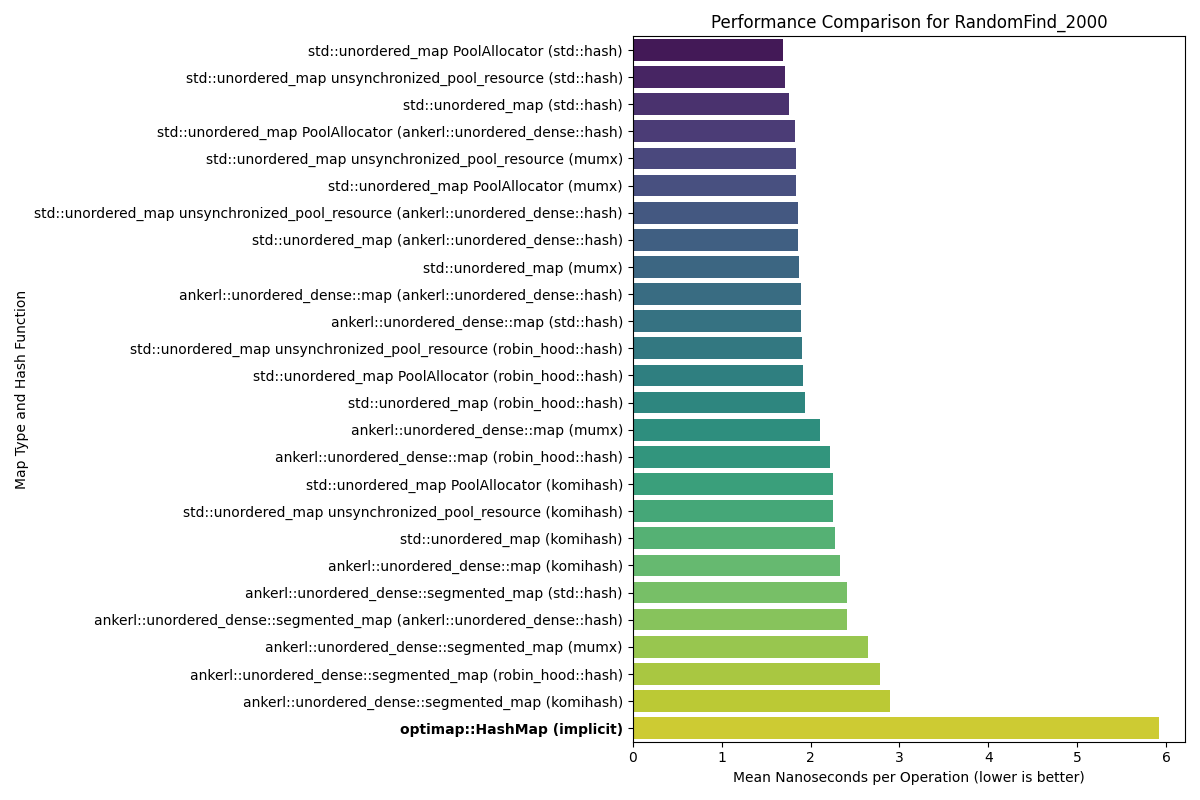 Performance Comparison for RandomFind_2000
Map Type and Hash Function
std::unordered_map PoolAllocator (std::hash)
std::unordered_map unsynchronized_pool_resource (std::hash)
std::unordered_map (std::hash)
std::unordered_map PoolAllocator (ankerl::unordered_dense::hash)
std::unordered_map unsynchronized_pool_resource (mumx)
std::unordered_map PoolAllocator (mumx)
std::unordered_map unsynchronized_pool_resource (ankerl::unordered_dense::hash)
std::unordered_map (ankerl::unordered_dense::hash)
std::unordered_map (mumx)
ankerl::unordered_dense::map (ankerl::unordered_dense::hash)
ankerl::unordered_dense::map (std::hash)
std::unordered_map unsynchronized_pool_resource (robin_hood::hash)
std::unordered_map PoolAllocator (robin_hood::hash)
std::unordered_map (robin_hood::hash)
ankerl::unordered_dense::map (mumx)
ankerl::unordered_dense::map (robin_hood::hash)
std::unordered_map PoolAllocator (komihash)
std::unordered_map unsynchronized_pool_resource (komihash)
std::unordered_map (komihash)
ankerl::unordered_dense::map (komihash)
ankerl::unordered_dense::segmented_map (std::hash)
ankerl::unordered_dense::segmented_map (ankerl::unordered_dense::hash)
ankerl::unordered_dense::segmented_map (mumx)
ankerl::unordered_dense::segmented_map (robin_hood::hash)
ankerl::unordered_dense::segmented_map (komihash)
optimap::HashMap (implicit)
0 1 2 3 4 5 6
Mean Nanoseconds per Operation (lower is better)